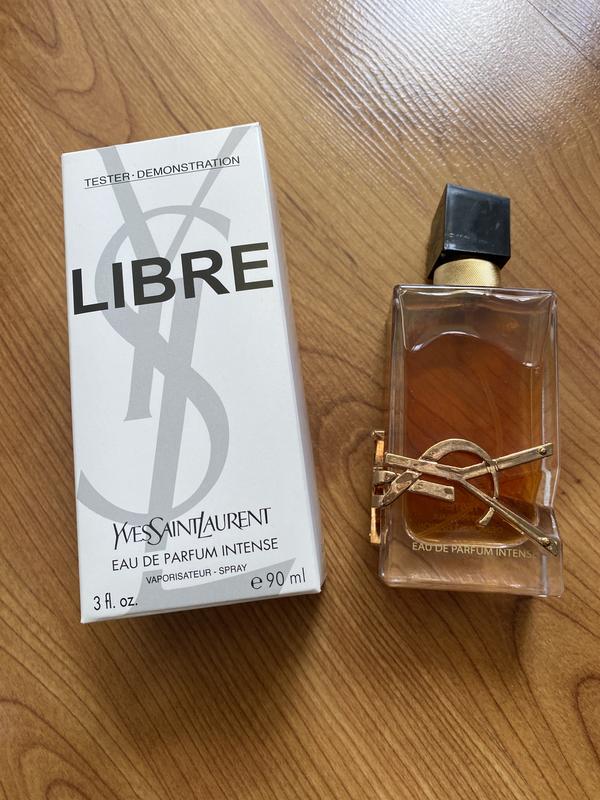 TESTER·DEMONSTRATION
LIBRE
YVESSAINTLAURENT
EAU DE PARFUM INTENSE
VAPORISATEUR - SPRAY
3 fl. oz.
℮ 90 ml
EAU DE PARFUM INTENSE